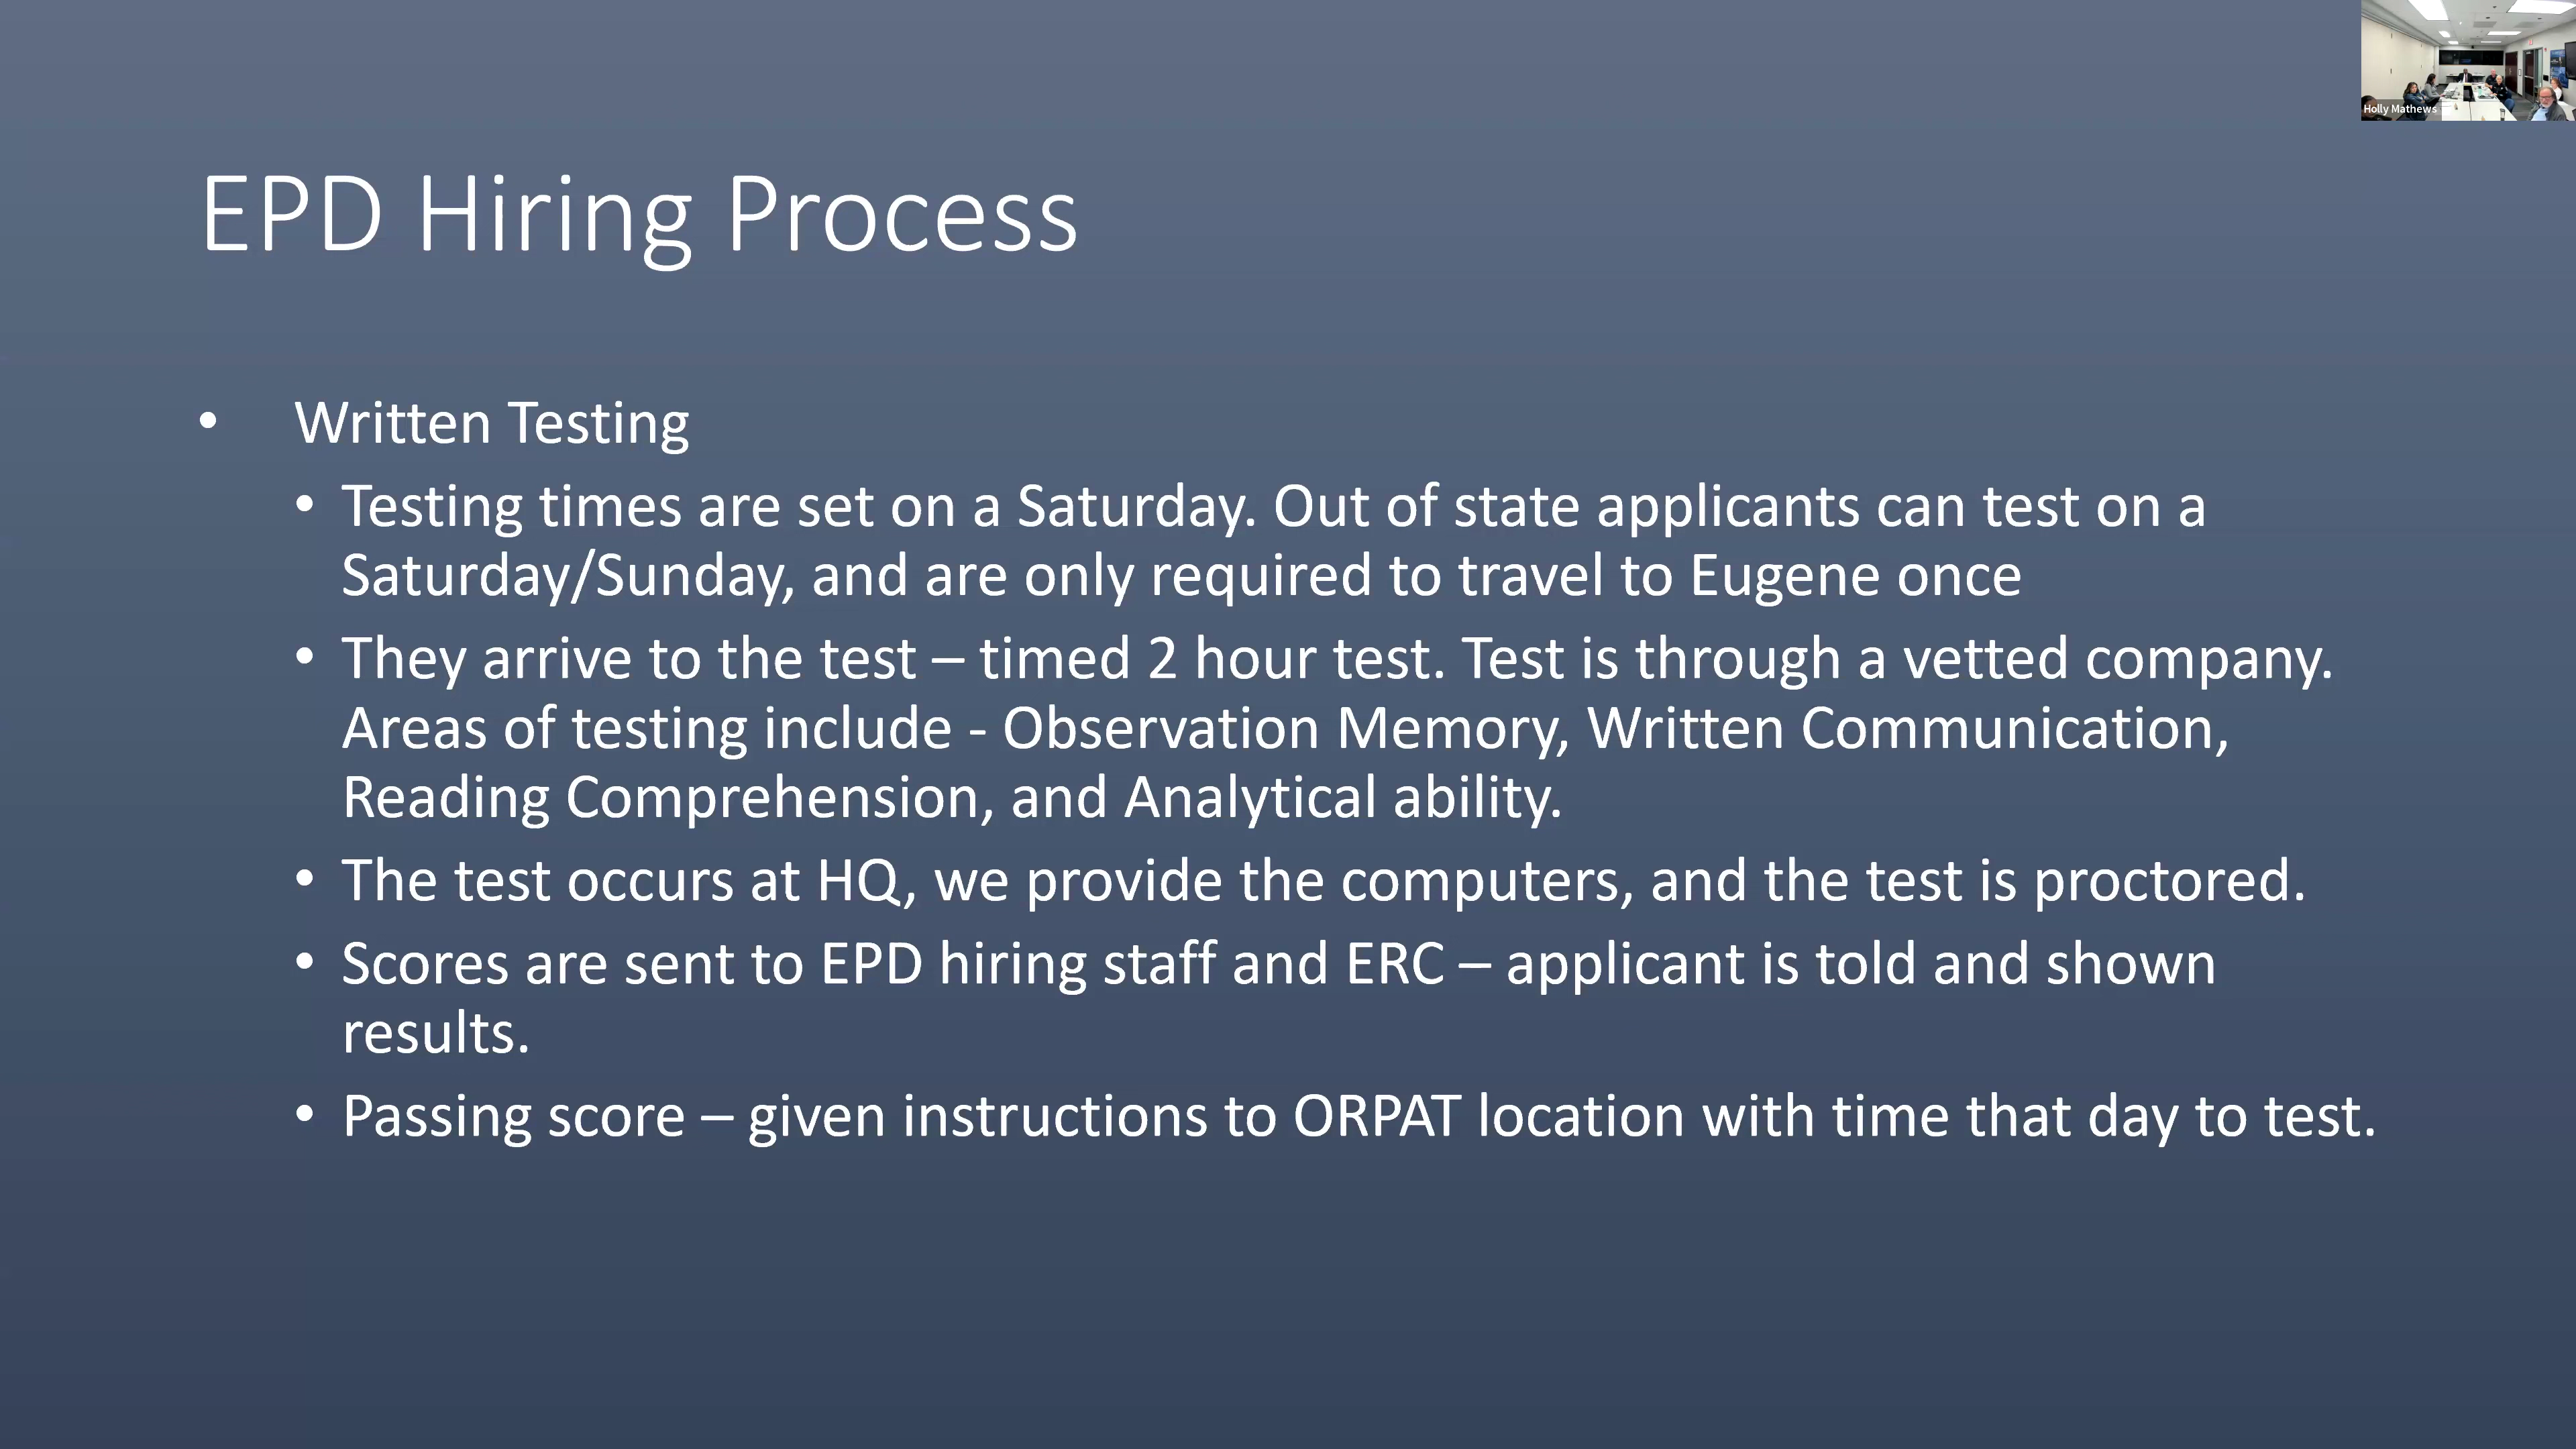 Holly Mathews
EPD Hiring Process
• Written Testing
• Testing times are set on a Saturday. Out of state applicants can test on a
Saturday/Sunday, and are only required to travel to Eugene once
• They arrive to the test – timed 2 hour test. Test is through a vetted company.
Areas of testing include - Observation Memory, Written Communication,
Reading Comprehension, and Analytical ability.
• The test occurs at HQ, we provide the computers, and the test is proctored.
• Scores are sent to EPD hiring staff and ERC – applicant is told and shown
results.
• Passing score – given instructions to ORPAT location with time that day to test.